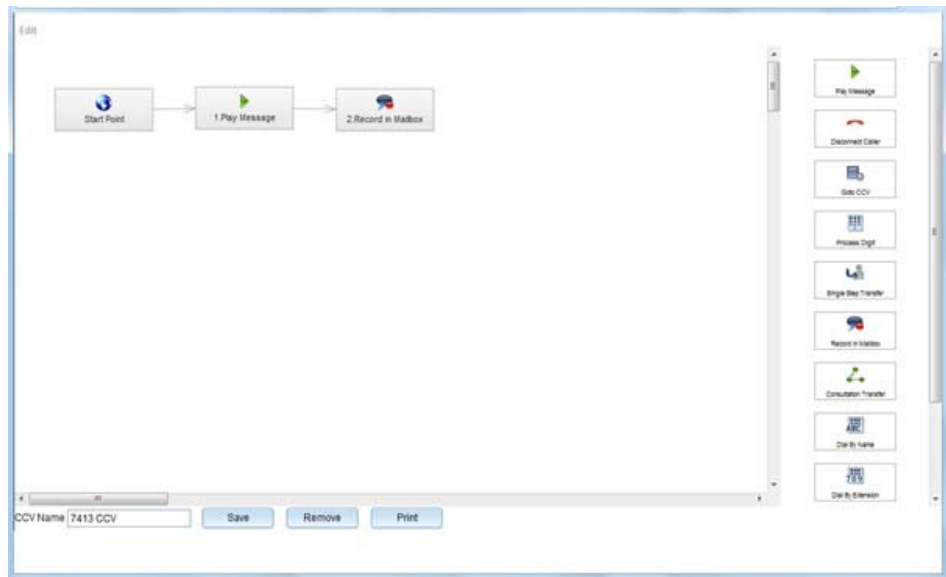 Edit
Start Point
1.Play Message
2.Record in Mailbox
Play Message
Disconnect Caller
Goto CCV
Process Digit
Single Step Transfer
Record in Mailbox
Consultation Transfer
ABC
Dial By Name
789
Dial By Extension
CCV Name 7413 CCV
Save
Remove
Print